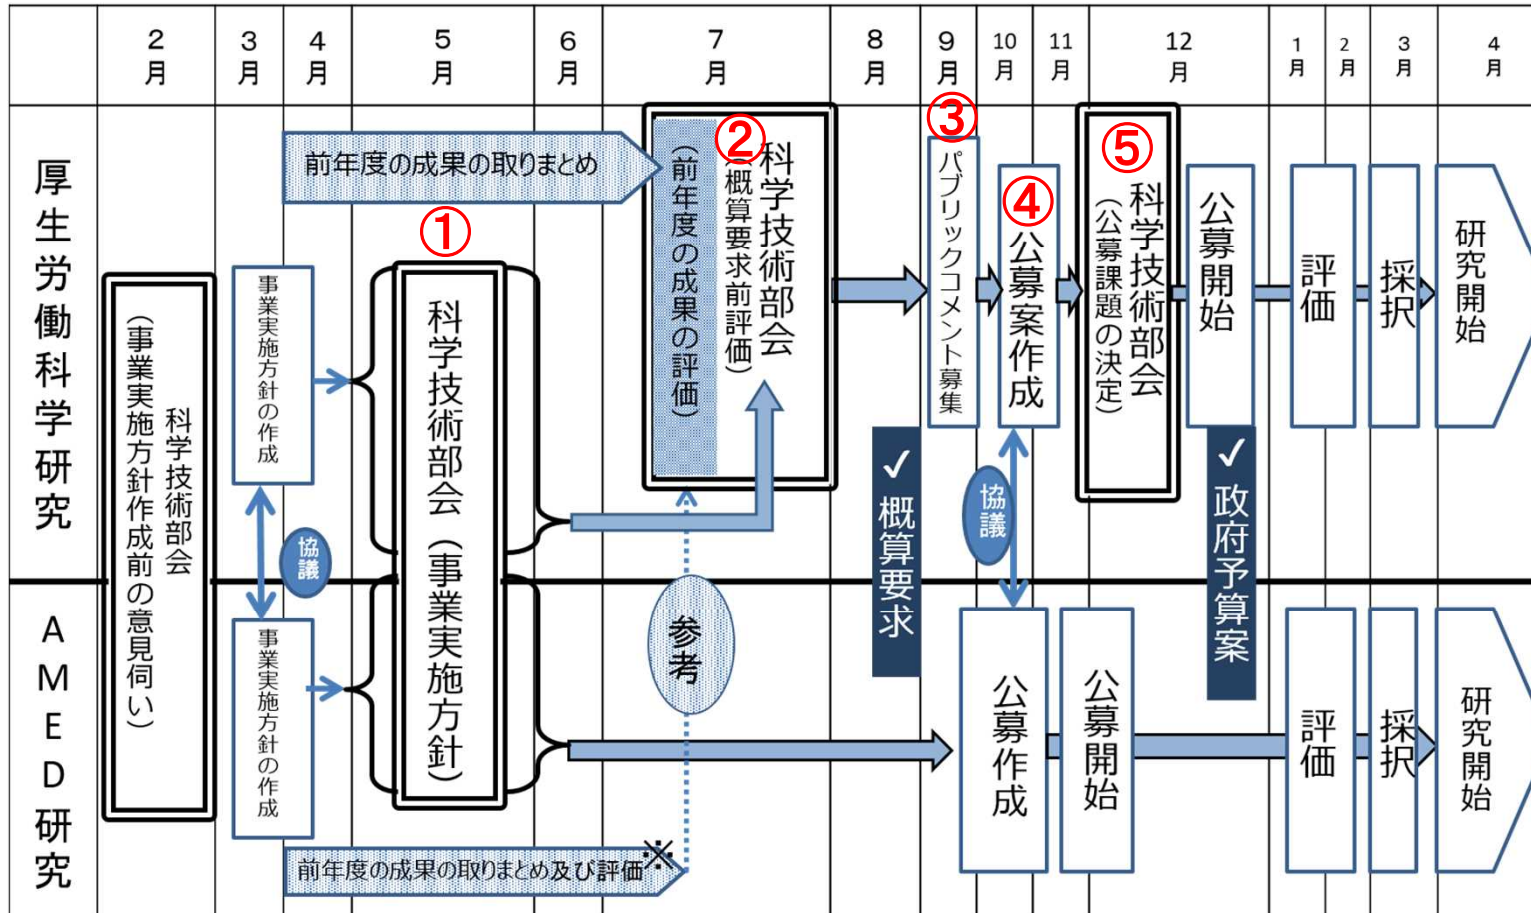 2月
3月
4月
5月
6月
7月
8月
9月
10月
11月
12月
1月
2月
3月
4月
厚生労働科学研究
AMED研究
科学技術部会
（事業実施方針作成前の意見伺い）
事業実施方針の作成
協議
事業実施方針の作成
前年度の成果の取りまとめ
①
科学技術部会（事業実施方針）
②
科学技術部会
（概算要求前評価）
（前年度の成果の評価）
参考
前年度の成果の取りまとめ及び評価※
✓概算要求
③
パブリックコメント募集
④
公募案作成
協議
公募作成
公募開始
⑤
科学技術部会
（公募課題の決定）
公募開始
✓政府予算案
評価
採択
研究開始
評価
採択
研究開始